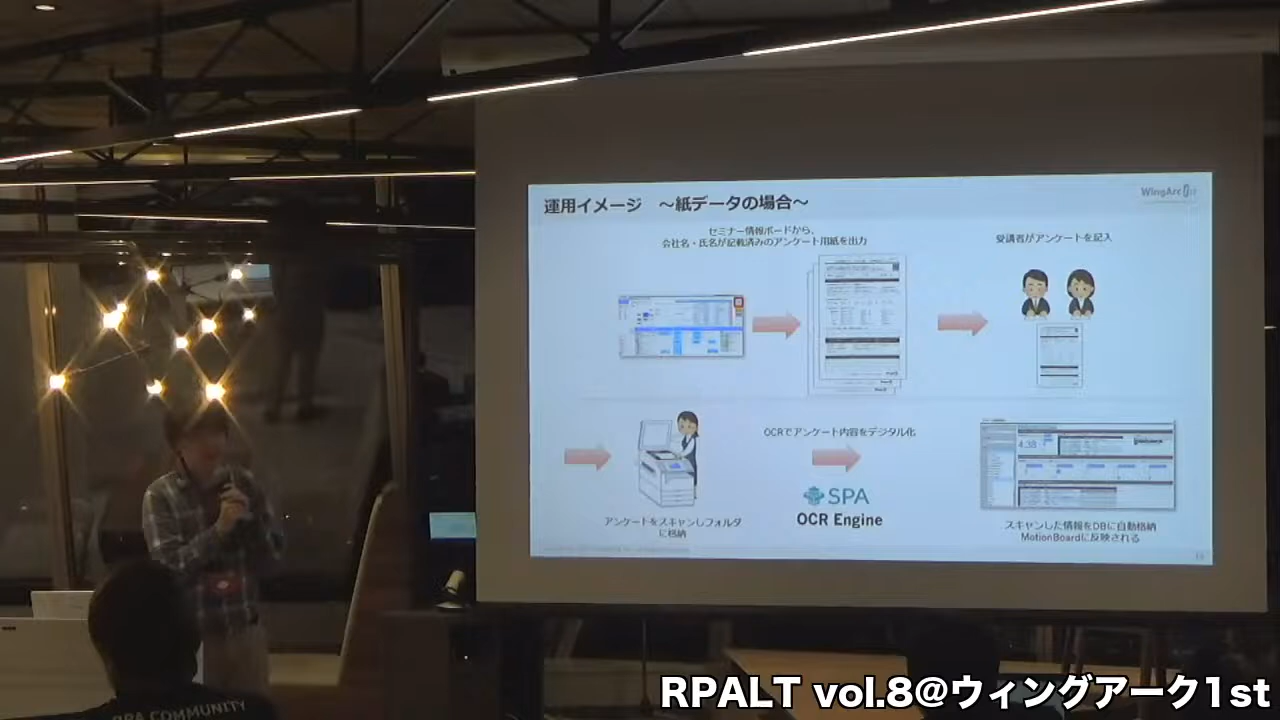 運用イメージ　～紙データの場合～
WingArc 1ST
セミナー情報ボードから、
会社名・氏名が記載済みのアンケート用紙を出力
受講者がアンケートを記入
4.38
OCRでアンケート内容をデジタル化
SPA
OCR Engine
アンケートをスキャンしフォルダ
に格納
スキャンした情報をDBに自動格納
MotionBoardに反映される
RPA COMMUNITY
RPALT vol.8@ウィングアーク1st